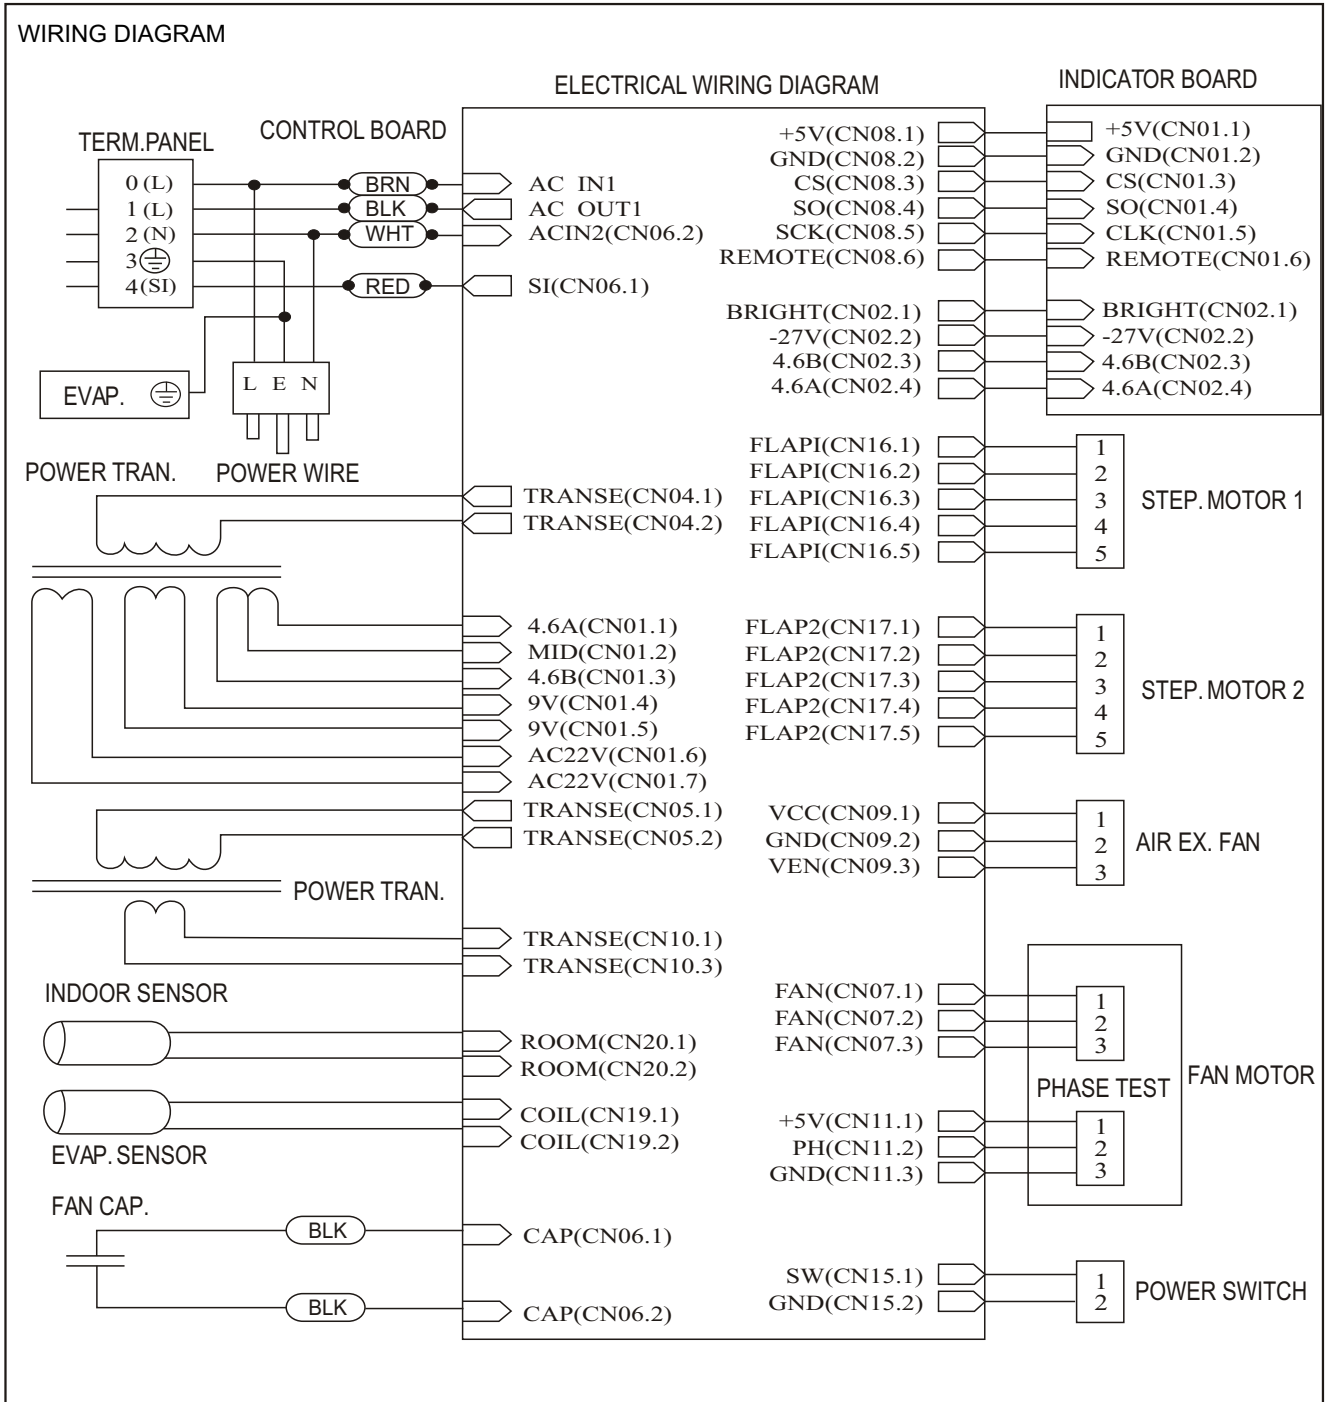 WIRING DIAGRAM
ELECTRICAL WIRING DIAGRAM
INDICATOR BOARD
CONTROL BOARD
TERM.PANEL
0 (L)
1 (L)
2 (N)
3
4(SI)
BRN
BLK
WHT
RED
AC IN1
AC OUT1
ACIN2(CN06.2)
SI(CN06.1)
EVAP.
L E N
POWER TRAN.
POWER WIRE
TRANSE(CN04.1)
TRANSE(CN04.2)
4.6A(CN01.1)
MID(CN01.2)
4.6B(CN01.3)
9V(CN01.4)
9V(CN01.5)
AC22V(CN01.6)
AC22V(CN01.7)
TRANSE(CN05.1)
TRANSE(CN05.2)
POWER TRAN.
TRANSE(CN10.1)
TRANSE(CN10.3)
INDOOR SENSOR
ROOM(CN20.1)
ROOM(CN20.2)
COIL(CN19.1)
COIL(CN19.2)
EVAP. SENSOR
FAN CAP.
BLK
CAP(CN06.1)
BLK
CAP(CN06.2)
+5V(CN08.1)
GND(CN08.2)
CS(CN08.3)
SO(CN08.4)
SCK(CN08.5)
REMOTE(CN08.6)
BRIGHT(CN02.1)
-27V(CN02.2)
4.6B(CN02.3)
4.6A(CN02.4)
+5V(CN01.1)
GND(CN01.2)
CS(CN01.3)
SO(CN01.4)
CLK(CN01.5)
REMOTE(CN01.6)
BRIGHT(CN02.1)
-27V(CN02.2)
4.6B(CN02.3)
4.6A(CN02.4)
FLAPI(CN16.1)
FLAPI(CN16.2)
FLAPI(CN16.3)
FLAPI(CN16.4)
FLAPI(CN16.5)
1
2
3
4
5
STEP. MOTOR 1
FLAP2(CN17.1)
FLAP2(CN17.2)
FLAP2(CN17.3)
FLAP2(CN17.4)
FLAP2(CN17.5)
1
2
3
4
5
STEP. MOTOR 2
VCC(CN09.1)
GND(CN09.2)
VEN(CN09.3)
1
2
3
AIR EX. FAN
FAN(CN07.1)
FAN(CN07.2)
FAN(CN07.3)
1
2
3
PHASE TEST
FAN MOTOR
+5V(CN11.1)
PH(CN11.2)
GND(CN11.3)
1
2
3
SW(CN15.1)
GND(CN15.2)
1
2
POWER SWITCH